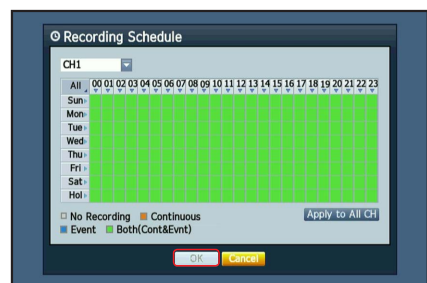 Recording Schedule
CH1
All 00 01 02 03 04 05 06 07 08 09 10 11 12 13 14 15 16 17 18 19 20 21 22 23
Sun
Mon
Tue
Wed
Thu
Fri
Sat
Hol
No Recording Continuous Apply to All CH
Event Both(Cont&Evnt)
OK Cancel